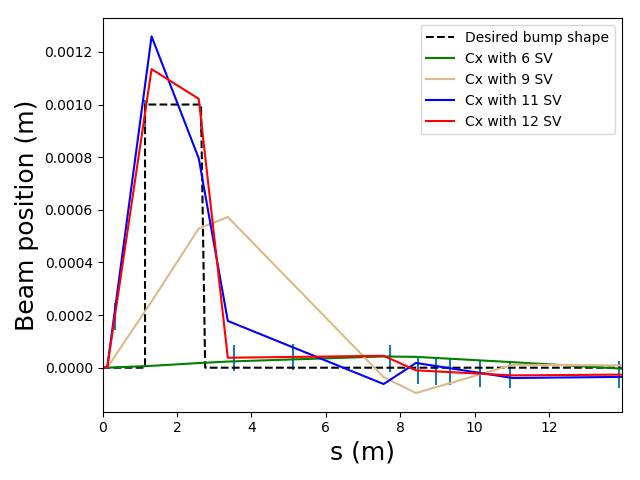 Desired bump shape
Cx with 6 SV
Cx with 9 SV
Cx with 11 SV
Cx with 12 SV
Beam position (m)
0.0012
0.0010
0.0008
0.0006
0.0004
0.0002
0.0000
0 2 4 6 8 10 12
s (m)